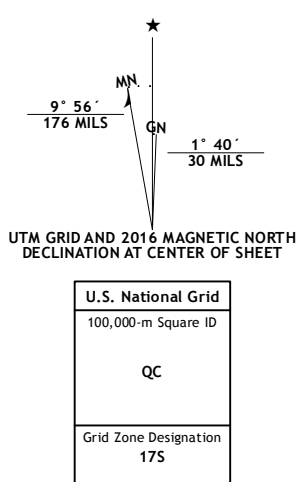 ★
MN
9° 56´
176 MILS
GN
1° 40´
30 MILS
UTM GRID AND 2016 MAGNETIC NORTH
DECLINATION AT CENTER OF SHEET
U.S. National Grid
100,000-m Square ID
QC
Grid Zone Designation
17S